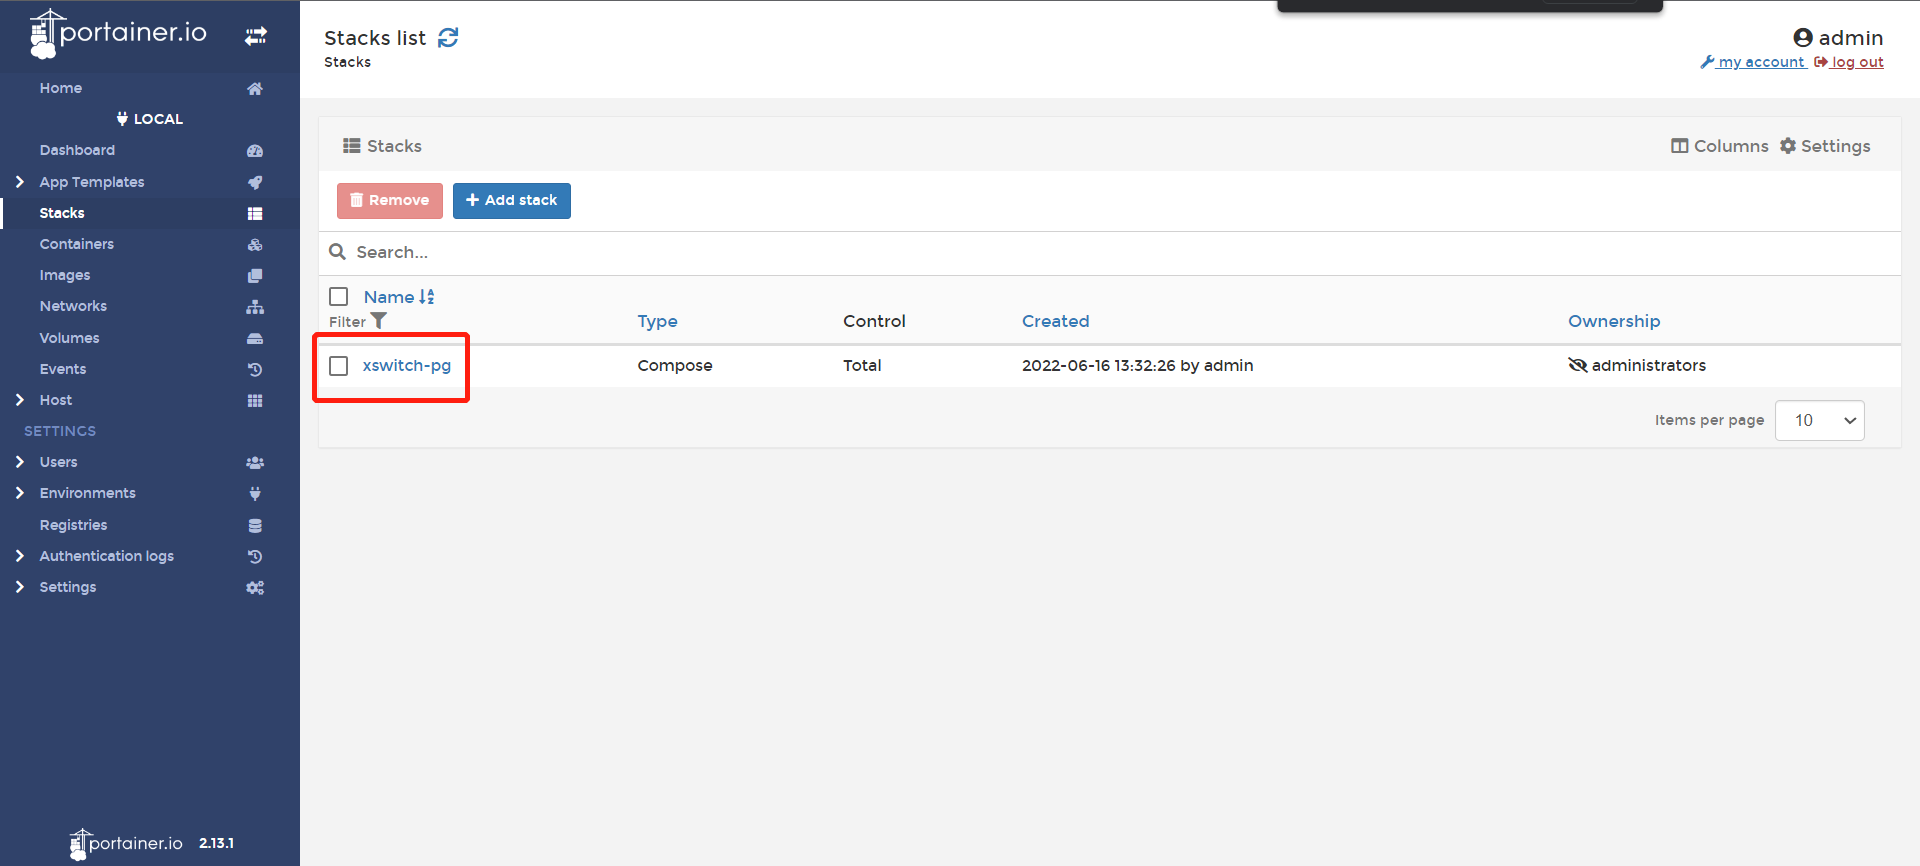 portainer.io
Home
LOCAL
Dashboard
App Templates
Stacks
Containers
Images
Networks
Volumes
Events
Host
SETTINGS
Users
Environments
Registries
Authentication logs
Settings
portainer.io 2.13.1
Stacks list
Stacks
admin
my account log out
Stacks
Columns Settings
Remove Add stack
Search...
Name
Filter Type Control Created Ownership
xswitch-pg Compose Total 2022-06-16 13:32:26 by admin administrators
Items per page 10